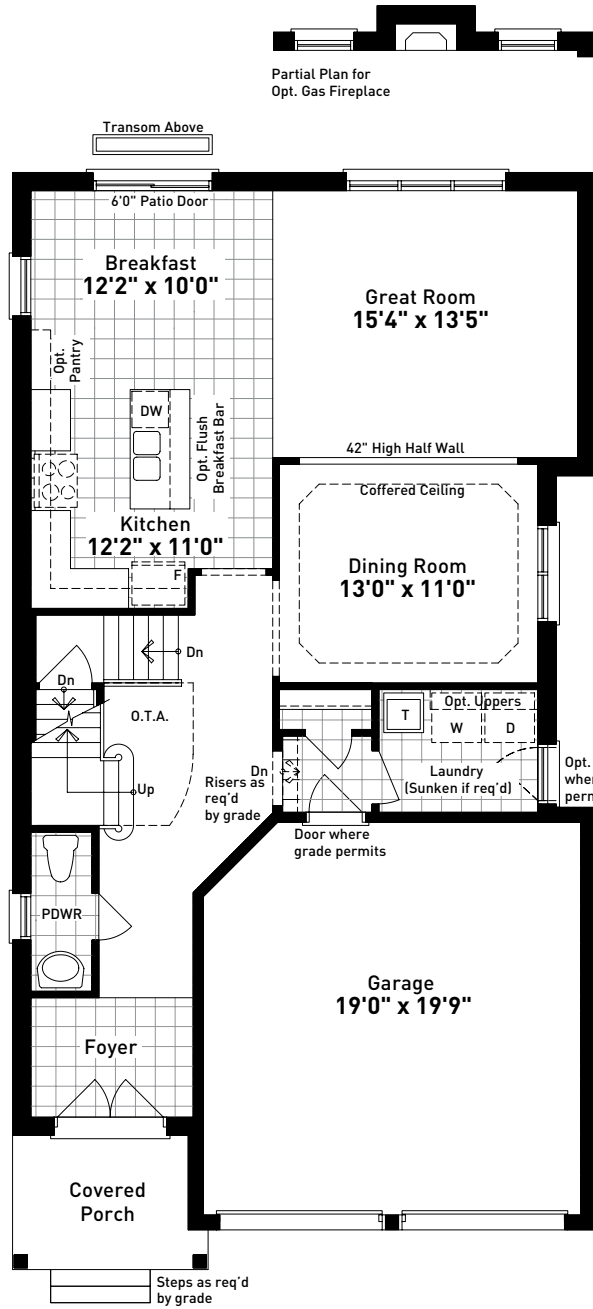 Partial Plan for
Opt. Gas Fireplace
Transom Above
6'0" Patio Door
Breakfast
12'2" x 10'0"
Great Room
15'4" x 13'5"
Opt.
Pantry
DW
Opt. Flush
Breakfast Bar
42" High Half Wall
Coffered Ceiling
Kitchen
12'2" x 11'0"
F
Dining Room
13'0" x 11'0"
Dn
Dn
O.T.A.
Up
T
Opt. Uppers
W
D
Dn
Risers as
req'd
by grade
Laundry
(Sunken if req'd)
Opt.
Door where
grade permits
PDWR
Garage
19'0" x 19'9"
Foyer
Covered
Porch
Steps as req'd
by grade